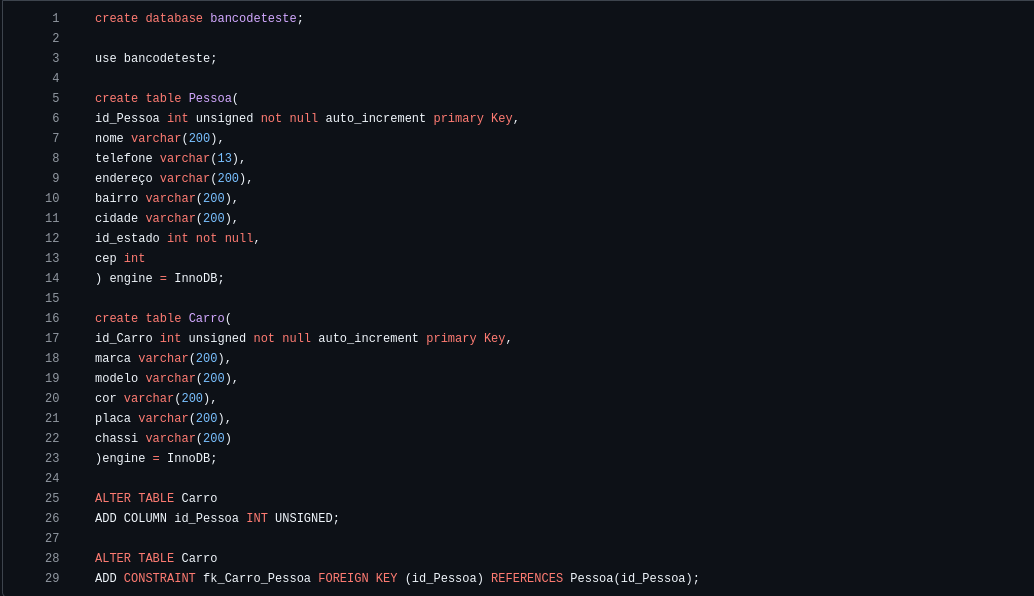 1 create database bancodeteste;
2
3 use bancodeteste;
4
5 create table Pessoa(
6 id_Pessoa int unsigned not null auto_increment primary Key,
7 nome varchar(200),
8 telefone varchar(13),
9 endereço varchar(200),
10 bairro varchar(200),
11 cidade varchar(200),
12 id_estado int not null,
13 cep int
14 ) engine = InnoDB;
15
16 create table Carro(
17 id_Carro int unsigned not null auto_increment primary Key,
18 marca varchar(200),
19 modelo varchar(200),
20 cor varchar(200),
21 placa varchar(200),
22 chassi varchar(200)
23 )engine = InnoDB;
24
25 ALTER TABLE Carro
26 ADD COLUMN id_Pessoa INT UNSIGNED;
27
28 ALTER TABLE Carro
29 ADD CONSTRAINT fk_Carro_Pessoa FOREIGN KEY (id_Pessoa) REFERENCES Pessoa(id_Pessoa);